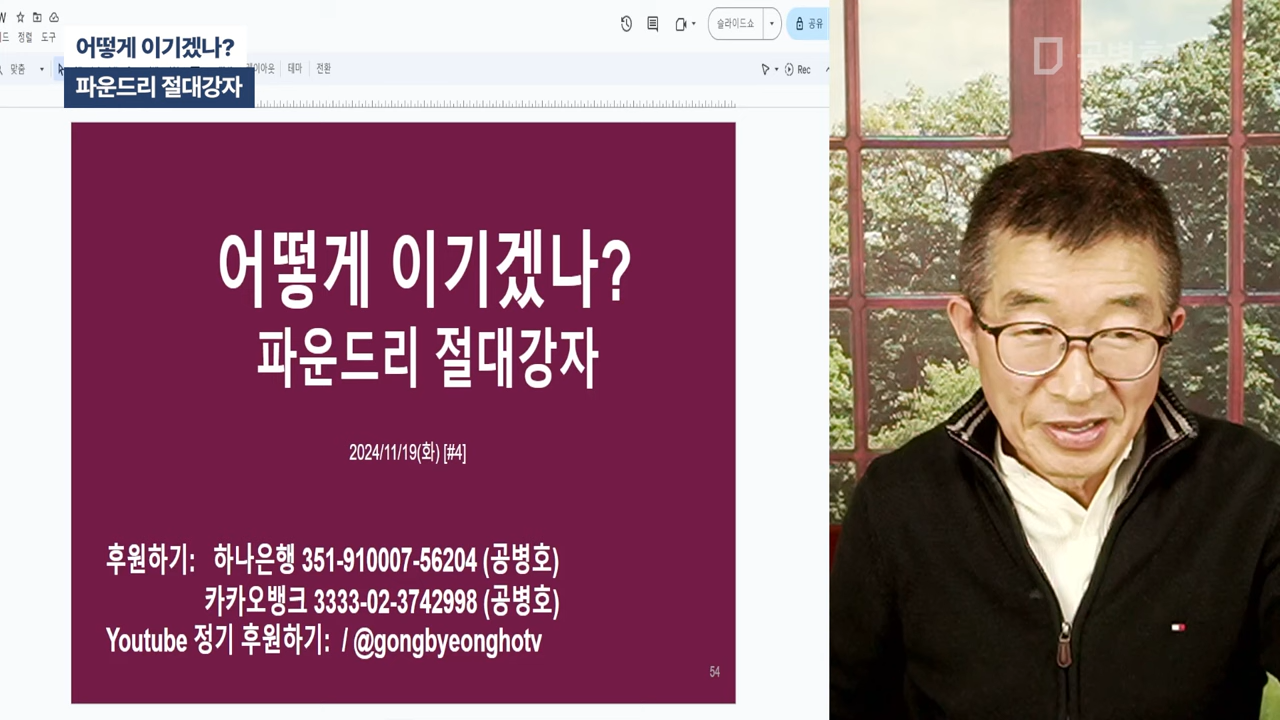 슬라이드쇼
공유
정렬 도구
맞춤
테마
전환
Rec
어떻게 이기겠나?
파운드리 절대강자
어떻게 이기겠나?
파운드리 절대강자
2024/11/19(화) [#4]
후원하기: 하나은행 351-910007-56204 (공병호)
카카오뱅크 3333-02-3742998 (공병호)
Youtube 정기 후원하기: / @gongbyeonghotv
54